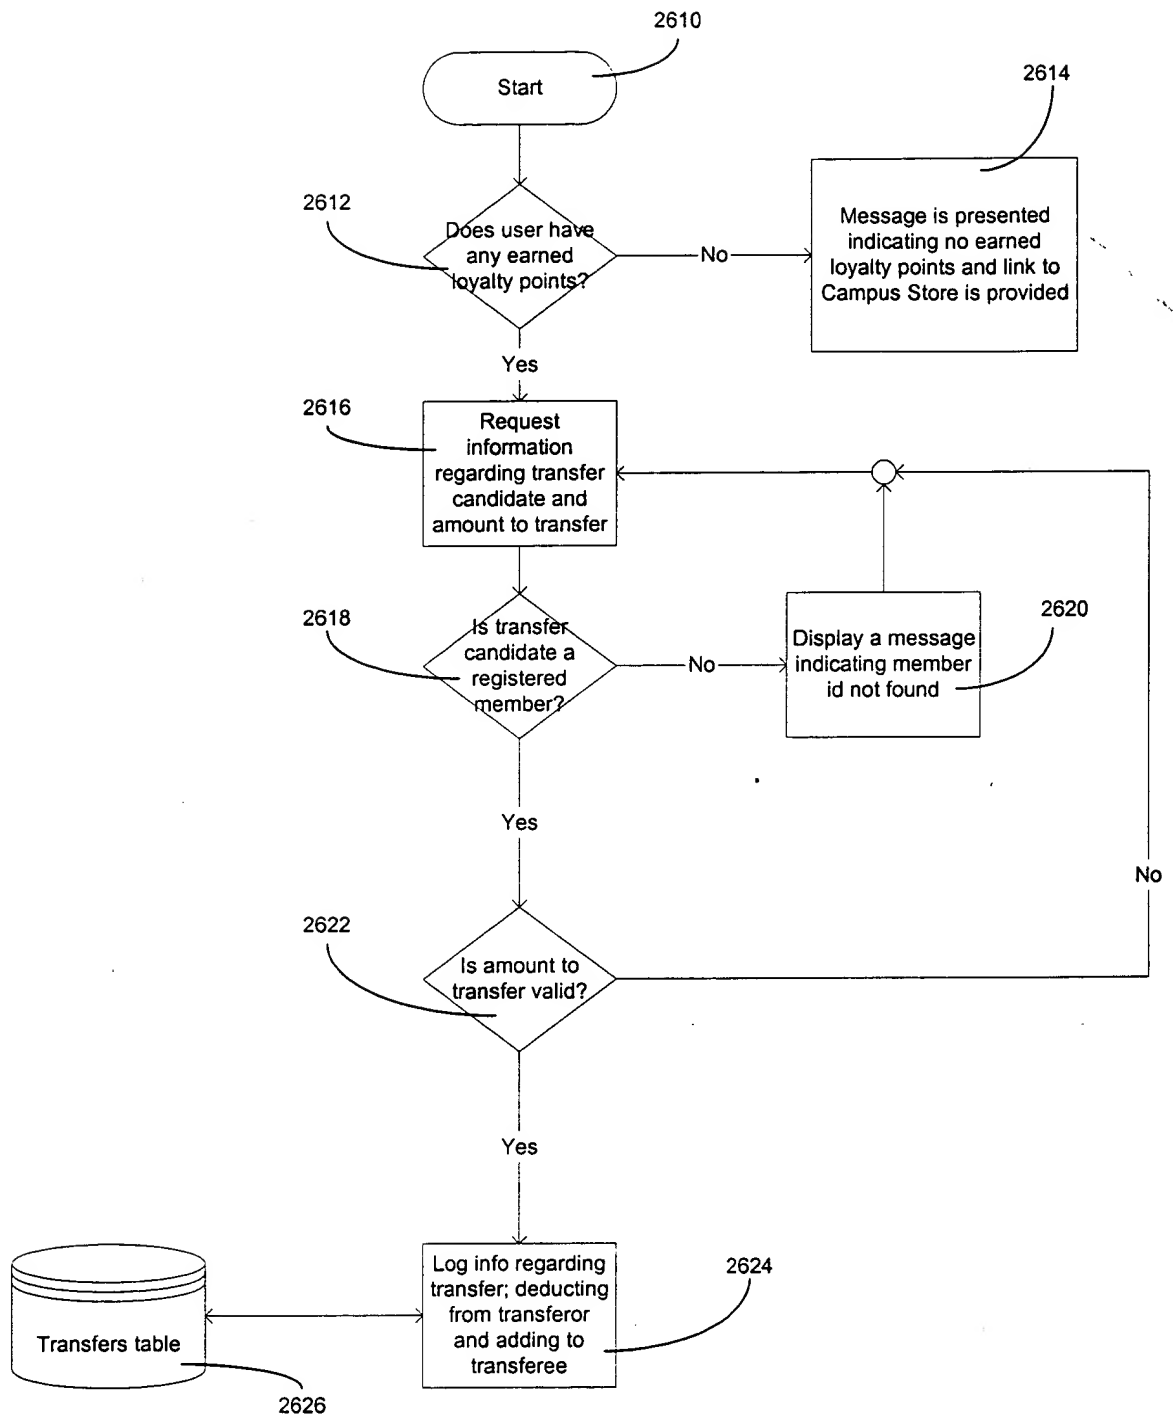 2610
Start
2614
2612
Does user have
any earned
loyalty points?
No
Message is presented
indicating no earned
loyalty points and link to
Campus Store is provided
Yes
2616
Request
information
regarding transfer
candidate and
amount to transfer
2618
Is transfer
candidate a
registered
member?
No
2620
Display a message
indicating member
id not found
Yes
No
2622
Is amount to
transfer valid?
Yes
Log info regarding
transfer; deducting
from transferor
and adding to
transferee
2624
Transfers table
2626